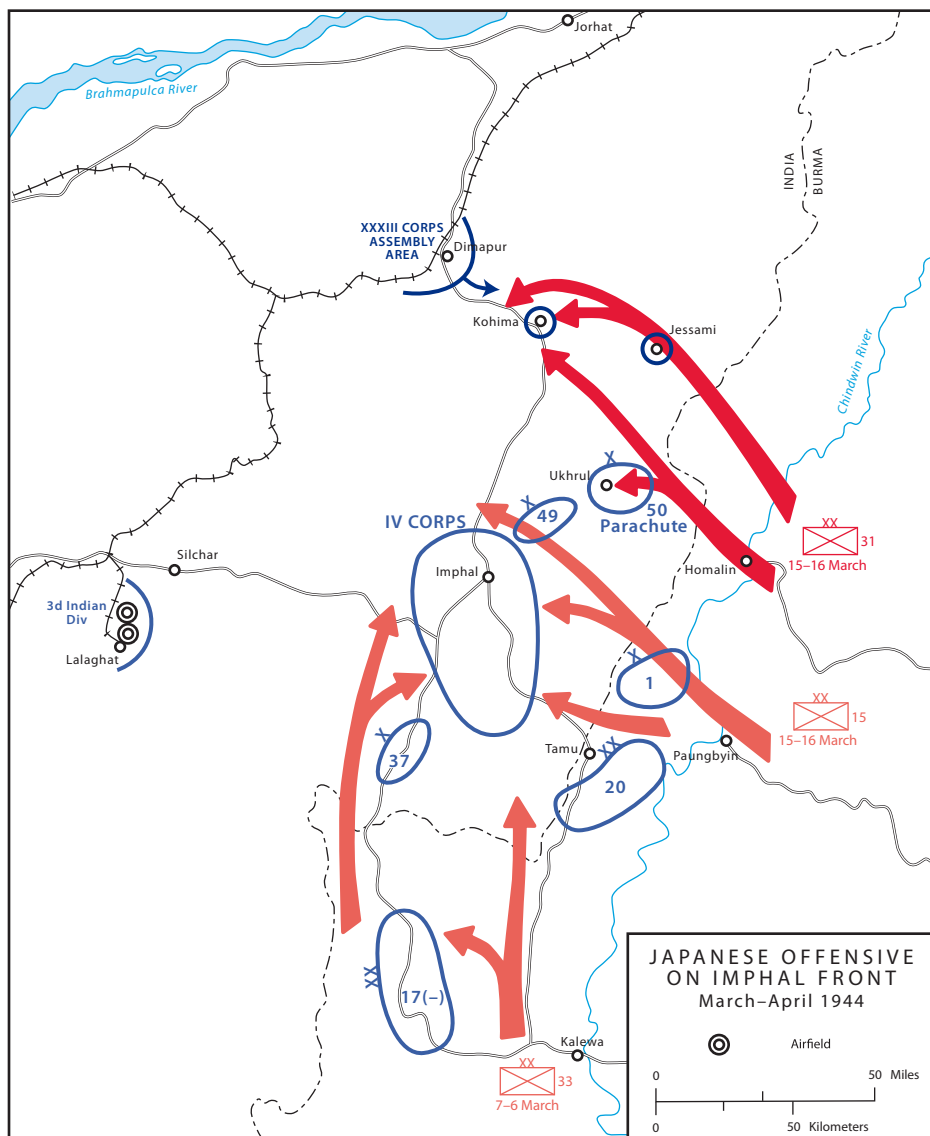 Jorhat
Brahmapulca River
INDIA
BURMA
XXXIII CORPS
ASSEMBLY
AREA
Dimapur
Kohima
Jessami
Chindwin River
X
Ukhrul
50
Parachute
X
49
IV CORPS
XX
31
15–16 March
Silchar
Imphal
Homalin
3d Indian
Div
Lalaghat
X
1
XX
15
15–16 March
X
37
Tamu
XX
20
Paungbyin
XX
17(–)
Kalewa
XX
33
7–6 March
JAPANESE OFFENSIVE
ON IMPHAL FRONT
March–April 1944
Airfield
0
50 Miles
0
50 Kilometers